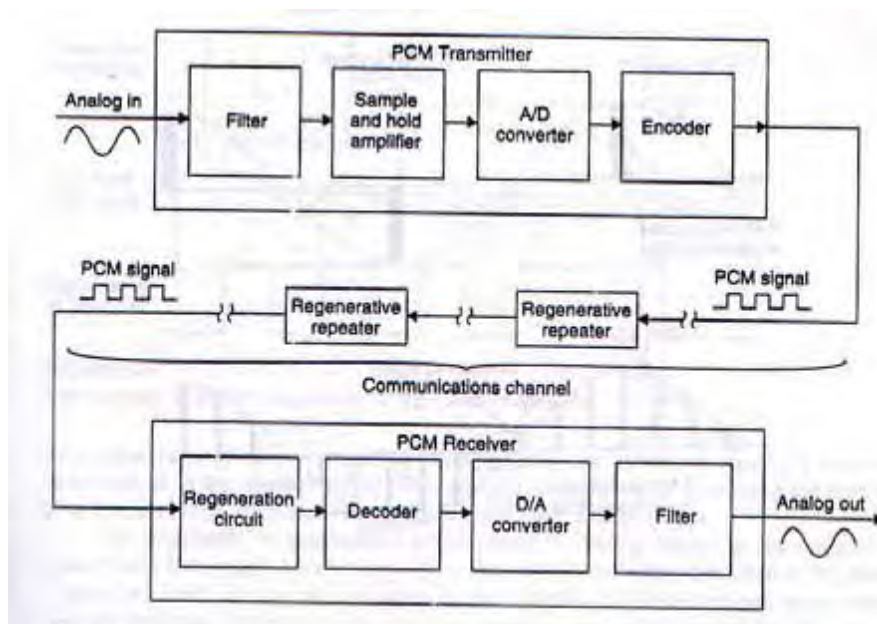 PCM Transmitter
Analog in
Filter
Sample
and hold
amplifier
A/D
converter
Encoder
PCM signal
PCM signal
Regenerative
repeater
Regenerative
repeater
Communications channel
PCM Receiver
Regeneration
circuit
Decoder
D/A
converter
Filter
Analog out